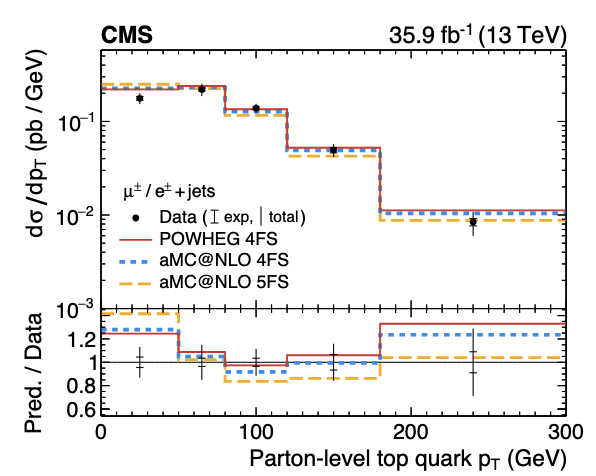 CMS 35.9 fb⁻¹ (13 TeV)
dσ/dp_T (pb / GeV)
10⁻¹
10⁻²
10⁻³
μ± / e± + jets
Data (⌶ exp, | total)
POWHEG 4FS
aMC@NLO 4FS
aMC@NLO 5FS
Pred. / Data
1.2
1
0.8
0.6
0 100 200 300
Parton-level top quark p_T (GeV)